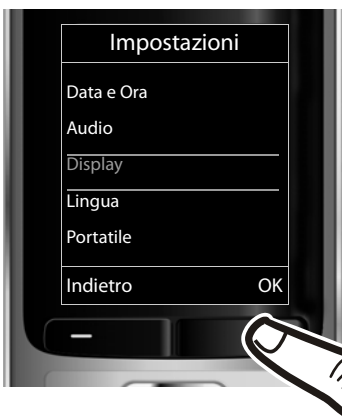 Impostazioni
Data e Ora
Audio
Display
Lingua
Portatile
Indietro OK